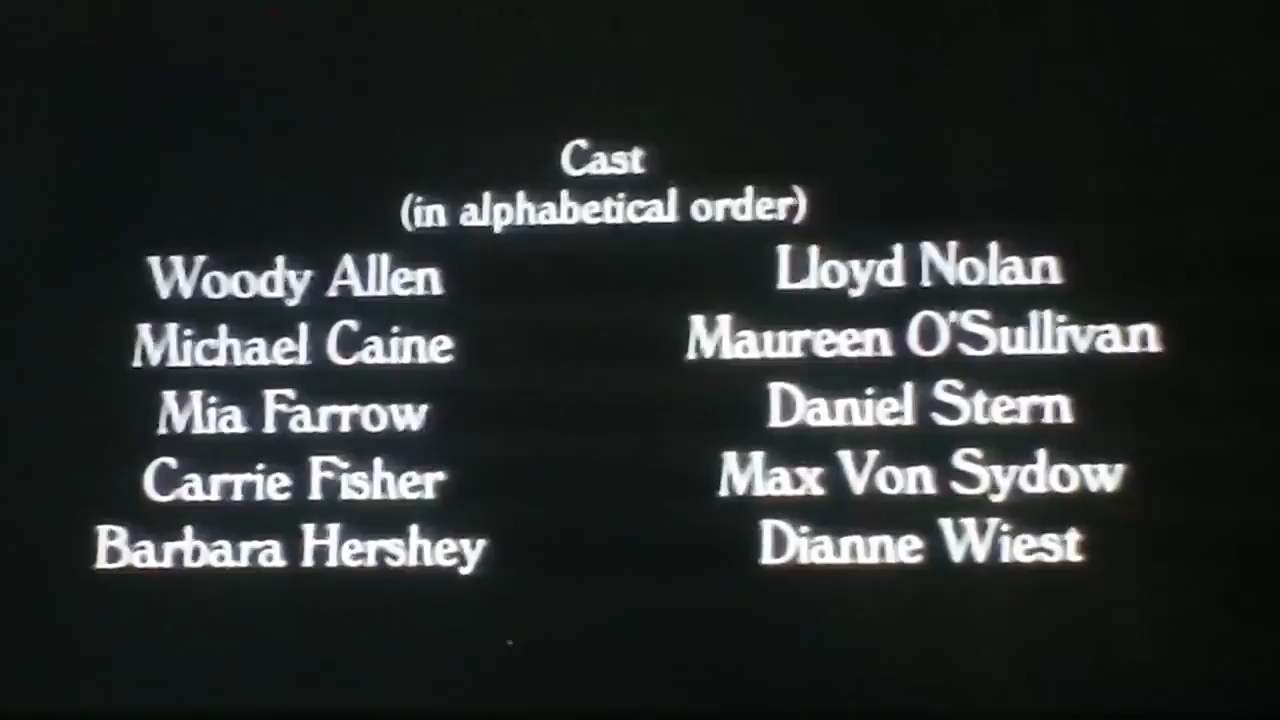 Cast
(in alphabetical order)
Woody Allen
Michael Caine
Mia Farrow
Carrie Fisher
Barbara Hershey
Lloyd Nolan
Maureen O'Sullivan
Daniel Stern
Max Von Sydow
Dianne Wiest